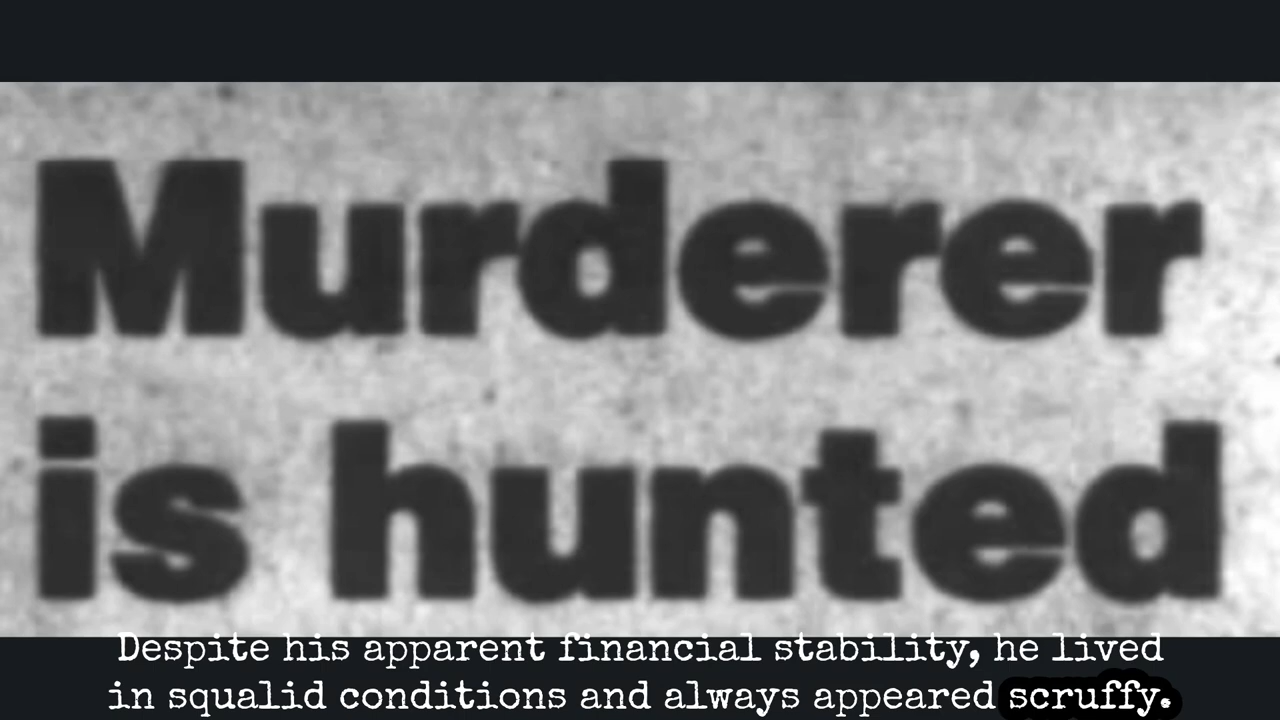 Murderer
is hunted
Despite his apparent financial stability, he lived
in squalid conditions and always appeared scruffy.